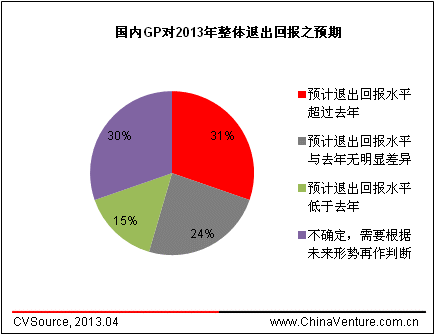 国内GP对2013年整体退出回报之预期
30%
31%
15%
24%
预计退出回报水平
超过去年
预计退出回报水平
与去年无明显差异
预计退出回报水平
低于去年
不确定，需要根据
未来形势再作判断
CVSource, 2013.04
www.ChinaVenture.com.cn